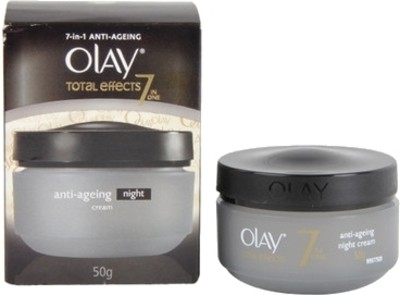 7-in-1 ANTI-AGEING
OLAY®
TOTAL effects 7 IN ONE
anti-ageing night
cream
50g
OLAY
OLAY
7
anti-ageing
night cream